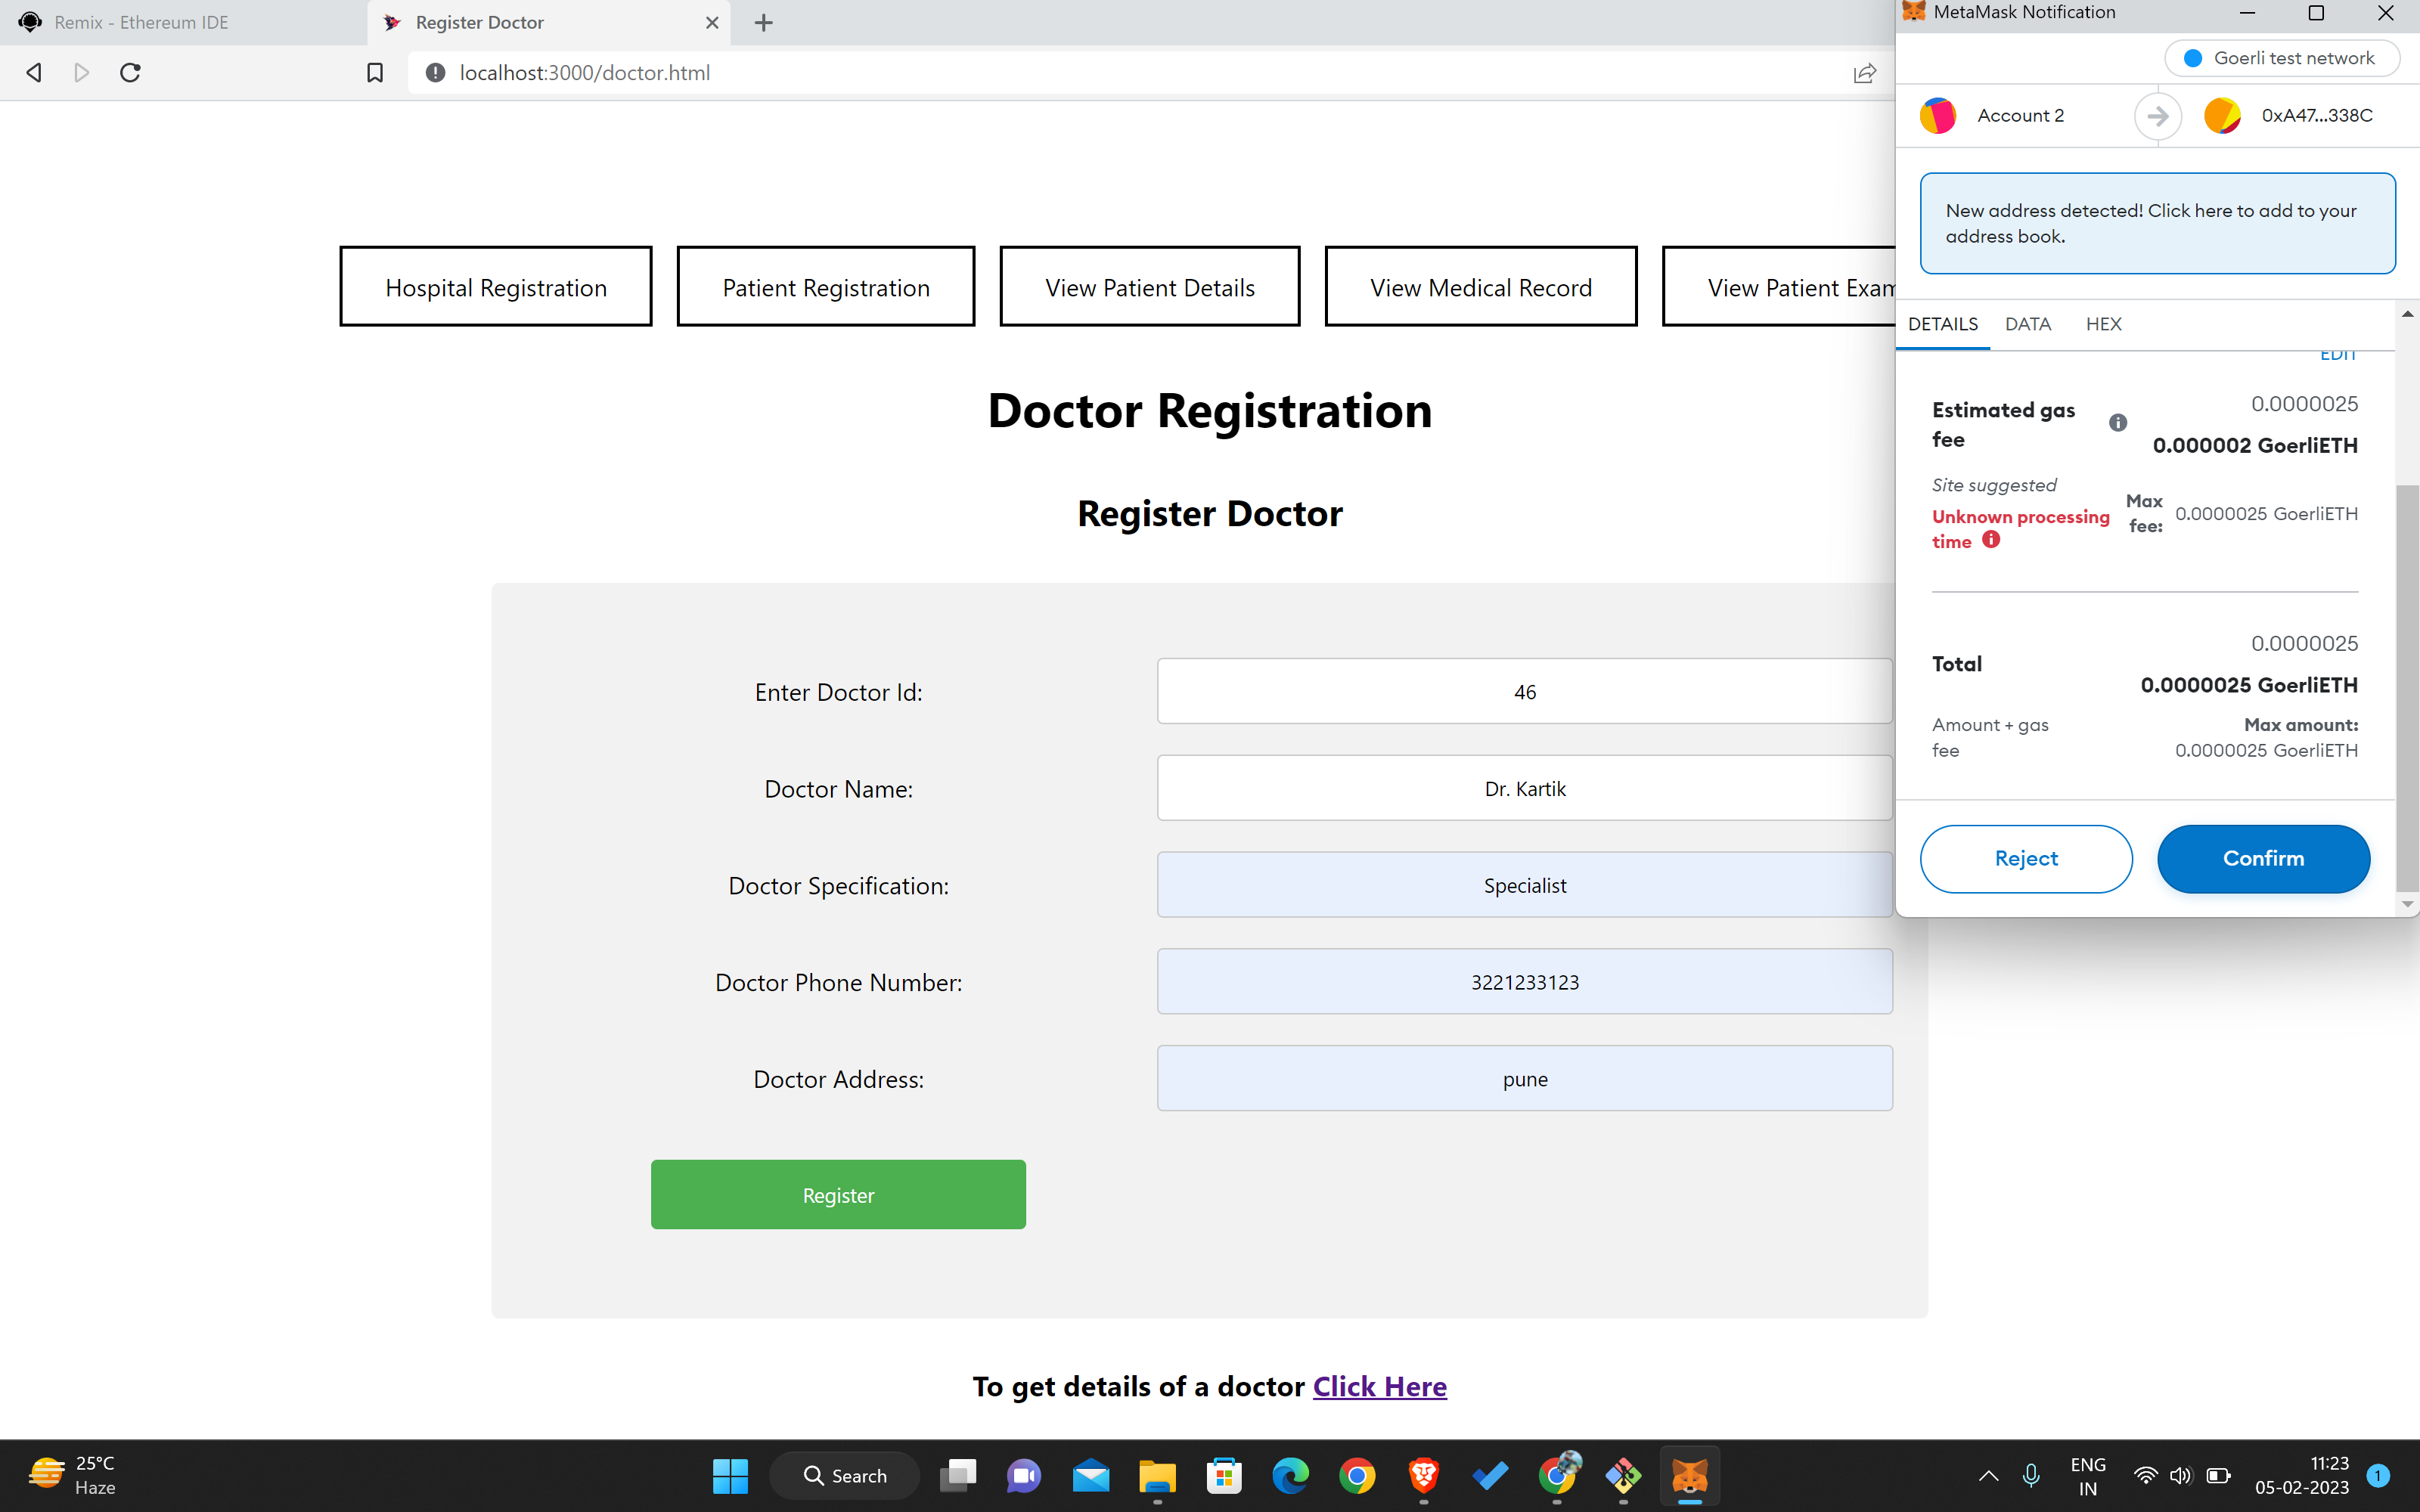 Remix - Ethereum IDE
Register Doctor
localhost:3000/doctor.html
Hospital Registration
Patient Registration
View Patient Details
View Medical Record
View Patient Exam
Doctor Registration
Register Doctor
Enter Doctor Id:
46
Doctor Name:
Dr. Kartik
Doctor Specification:
Specialist
Doctor Phone Number:
3221233123
Doctor Address:
pune
Register
To get details of a doctor Click Here
MetaMask Notification
Goerli test network
Account 2
0xA47...338C
New address detected! Click here to add to your
address book.
DETAILS
DATA
HEX
EDIT
Estimated gas
fee
0.0000025
0.000002 GoerliETH
Site suggested
Unknown processing
time
Max
fee:
0.0000025 GoerliETH
Total
0.0000025
0.0000025 GoerliETH
Amount + gas
fee
Max amount:
0.0000025 GoerliETH
Reject
Confirm
25°C
Haze
Search
ENG
IN
11:23
05-02-2023
1